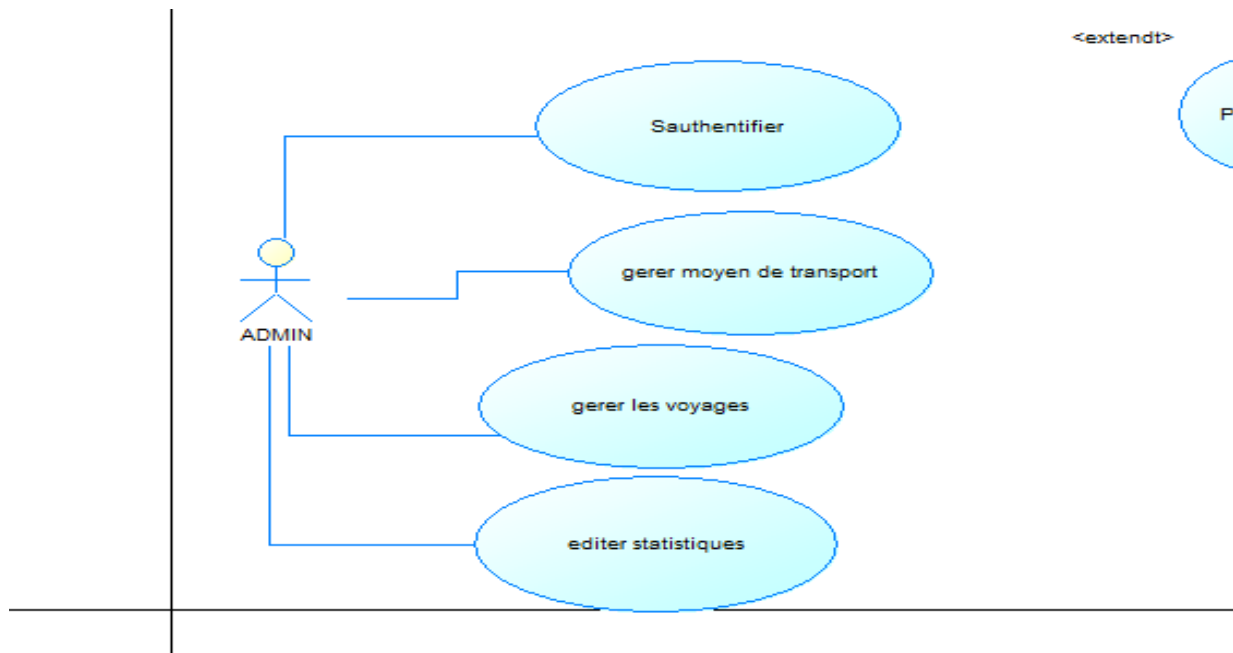 <extendt>
Sauthentifier
P
gerer moyen de transport
ADMIN
gerer les voyages
editer statistiques